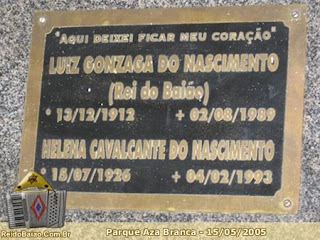 "AQUI DEIXEI FICAR MEU CORAÇÃO"
LUIZ GONZAGA DO NASCIMENTO
(Rei do Baião)
* 13/12/1912 + 02/08/1989
HELENA CAVALCANTE DO NASCIMENTO
* 15/07/1926 + 04/02/1993
ReidoBaiao.Com.Br
Parque Aza Branca - 15/05/2005